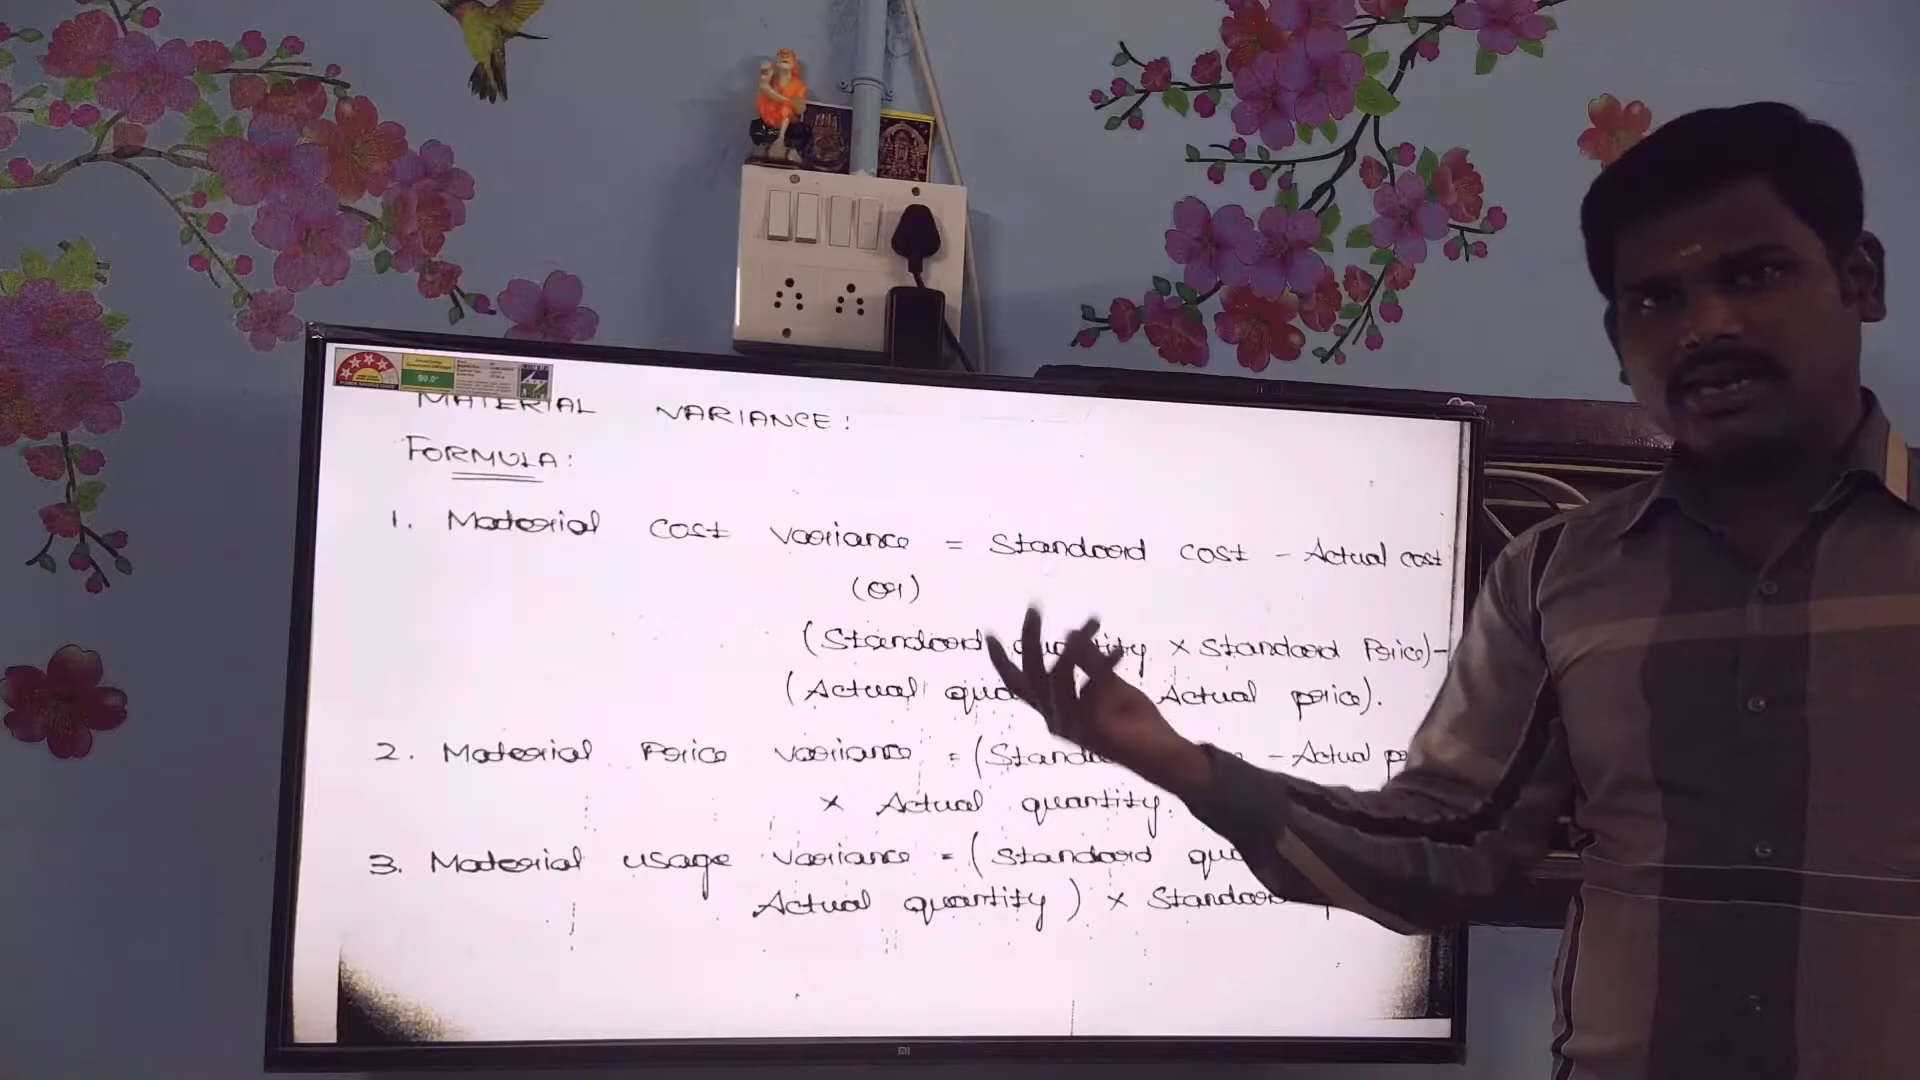 MATERIAL VARIANCE:
FORMULA:
1. Material cost variance = Standard cost - Actual cost
(or)
(Standard quantity × Standard Price) -
(Actual Actual price).
2. Material Price variance = ( - Actual
× Actual quantity.
3. Material usage variance = (Standard
Actual quantity) × Standard
mi